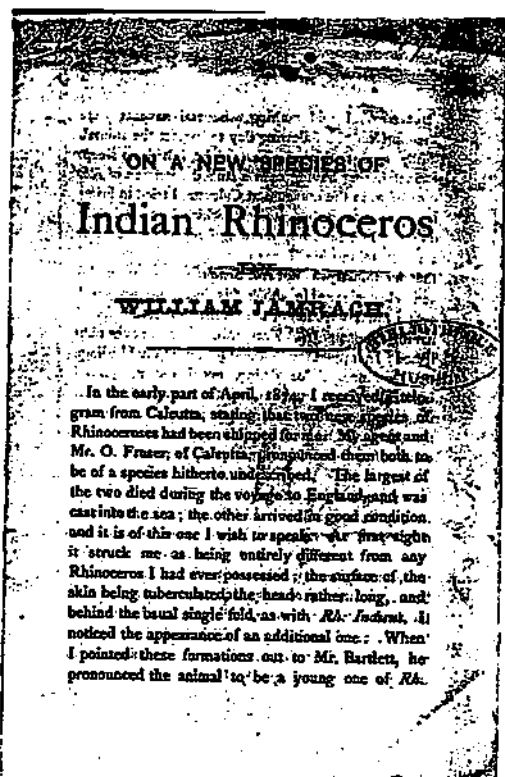 ON A NEW SPECIES OF
Indian Rhinoceros
WILLIAM JAMRACH.
In the early part of April, 1874, I received a tele-
gram from Calcutta, stating that two new species of
Rhinoceroses had been shipped for me. My agent and
Mr. O. Fraser, of Calcutta, pronounced them both to
be of a species hitherto undescribed. The largest of
the two died during the voyage to England, and was
cast into the sea; the other arrived in good condition
and it is of this one I wish to speak. At first sight
it struck me as being entirely different from any
Rhinoceros I had ever possessed; the surface of the
skin being tuberculated, the head rather long, and
behind the usual single fold, as with Rh. Indicus, I
noticed the appearance of an additional one. When
I pointed these formations out to Mr. Bartlett, he
pronounced the animal to be a young one of Rh.